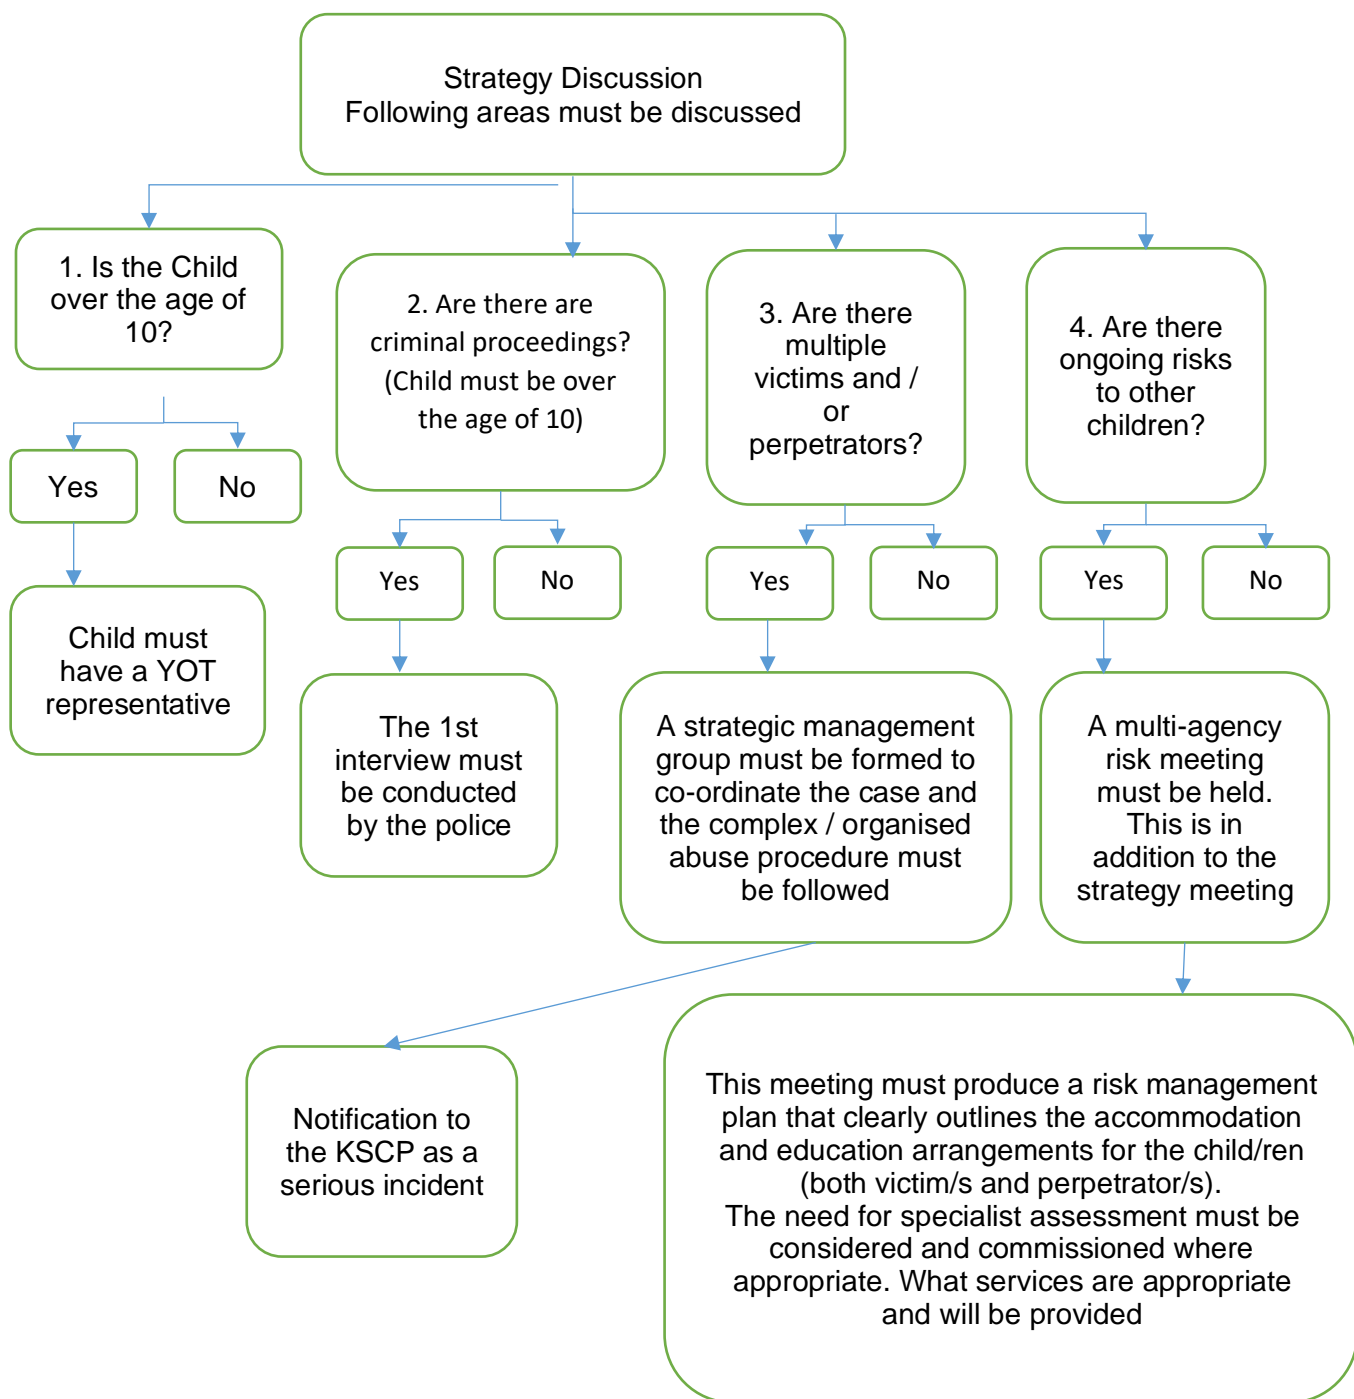 Strategy Discussion
Following areas must be discussed
1. Is the Child
over the age of
10?
Yes
No
Child must
have a YOT
representative
2. Are there are
criminal proceedings?
(Child must be over
the age of 10)
Yes
No
The 1st
interview must
be conducted
by the police
3. Are there
multiple
victims and /
or
perpetrators?
Yes
No
A strategic management
group must be formed to
co-ordinate the case and
the complex / organised
abuse procedure must
be followed
4. Are there
ongoing risks
to other
children?
Yes
No
A multi-agency
risk meeting
must be held.
This is in
addition to the
strategy meeting
Notification to
the KSCP as a
serious incident
This meeting must produce a risk management
plan that clearly outlines the accommodation
and education arrangements for the child/ren
(both victim/s and perpetrator/s).
The need for specialist assessment must be
considered and commissioned where
appropriate. What services are appropriate
and will be provided